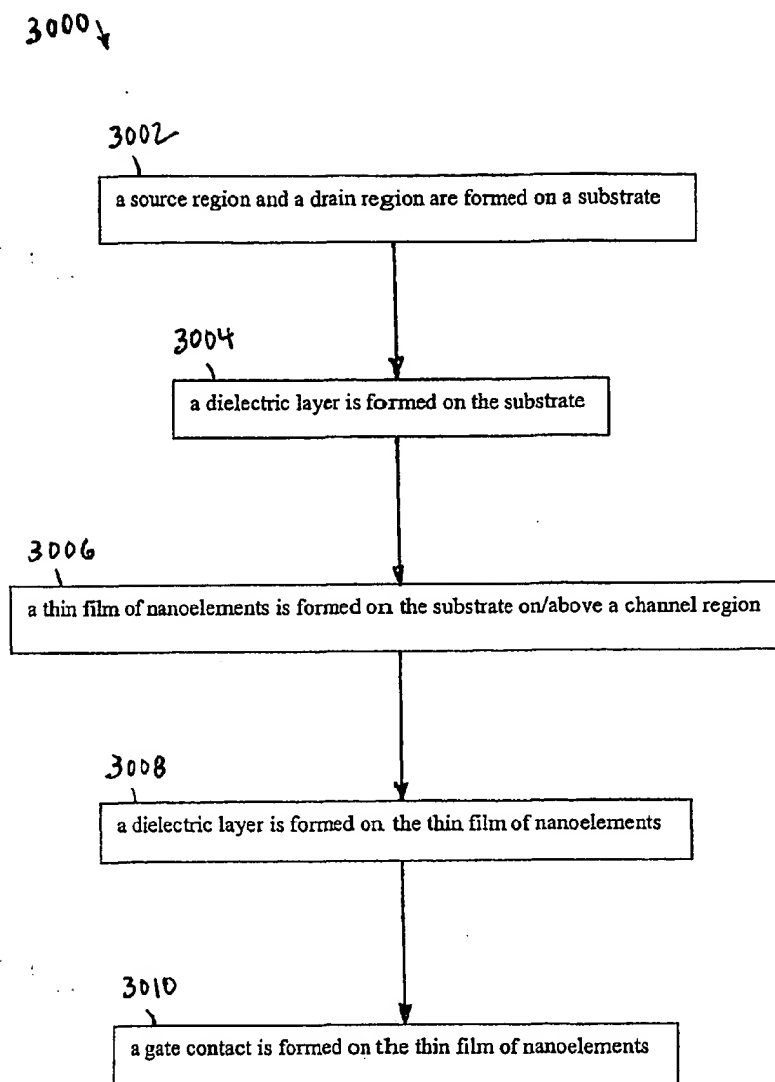 3000
3002
a source region and a drain region are formed on a substrate
3004
a dielectric layer is formed on the substrate
3006
a thin film of nanoelements is formed on the substrate on/above a channel region
3008
a dielectric layer is formed on the thin film of nanoelements
3010
a gate contact is formed on the thin film of nanoelements